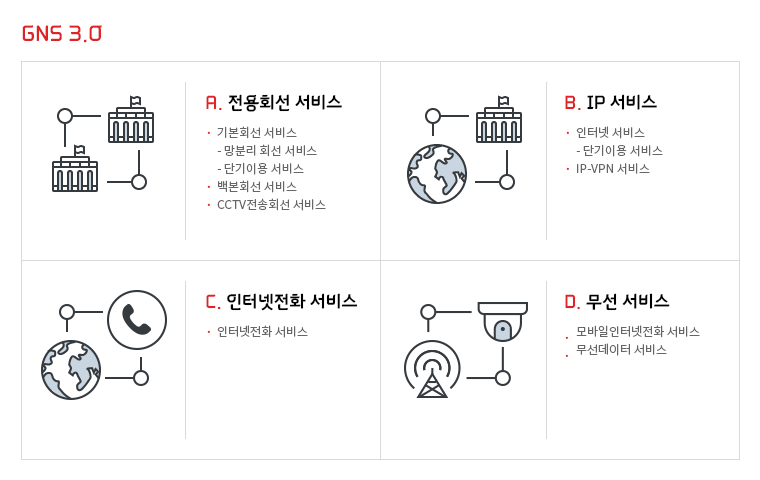 GNS 3.0
A. 전용회선 서비스
· 기본회선 서비스
- 망분리 회선 서비스
- 단기이용 서비스
· 백본회선 서비스
· CCTV전송회선 서비스
B. IP 서비스
· 인터넷 서비스
- 단기이용 서비스
· IP-VPN 서비스
C. 인터넷전화 서비스
· 인터넷전화 서비스
D. 무선 서비스
· 모바일인터넷전화 서비스
· 무선데이터 서비스